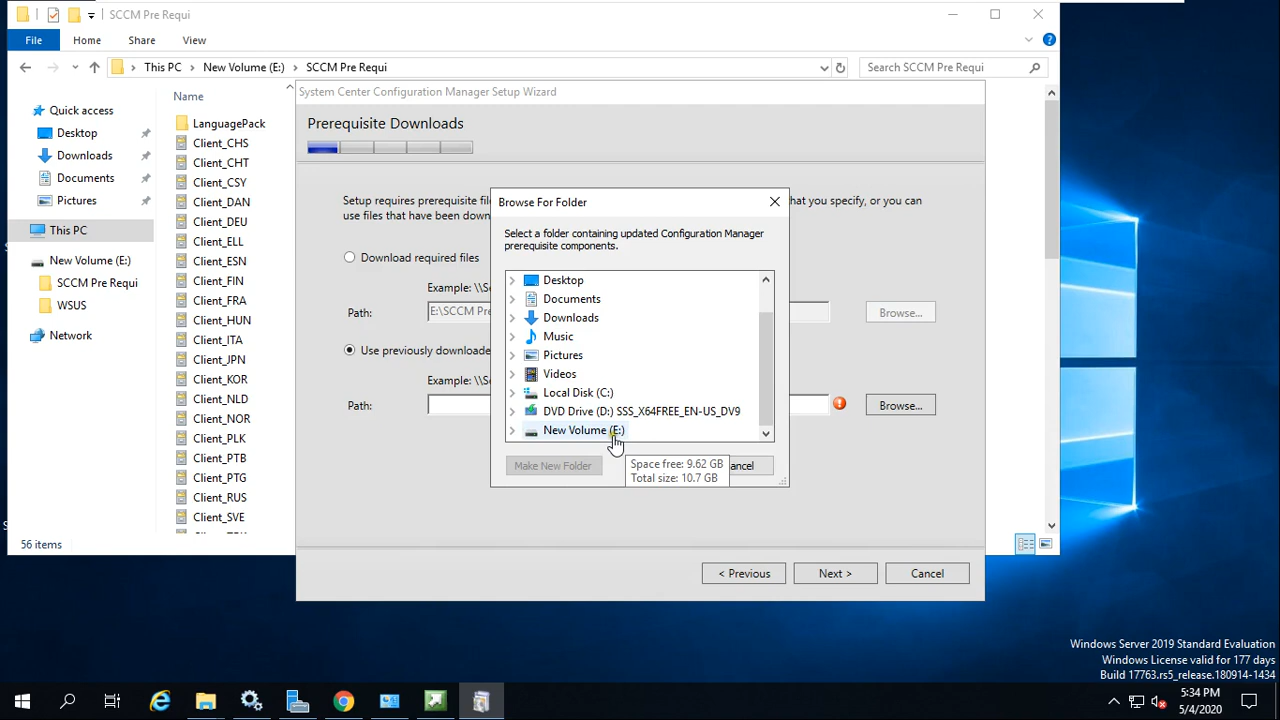 SCCM Pre Requi
File
Home
Share
View
This PC
New Volume (E:)
SCCM Pre Requi
Search SCCM Pre Requi
Quick access
Desktop
Downloads
Documents
Pictures
This PC
New Volume (E:)
SCCM Pre Requi
WSUS
Network
Name
LanguagePack
Client_CHS
Client_CHT
Client_CSY
Client_DAN
Client_DEU
Client_ELL
Client_ESN
Client_FIN
Client_FRA
Client_HUN
Client_ITA
Client_JPN
Client_KOR
Client_NLD
Client_NOR
Client_PLK
Client_PTB
Client_PTG
Client_RUS
Client_SVE
56 items
System Center Configuration Manager Setup Wizard
Prerequisite Downloads
Setup requires prerequisite file
that you specify, or you can
use files that have been down
Download required files
Example: \\Se
Path:
E:\SCCM Pre
Browse...
Use previously downloade
Example: \\Se
Path:
Browse...
< Previous
Next >
Cancel
Browse For Folder
Select a folder containing updated Configuration Manager
prerequisite components.
Desktop
Documents
Downloads
Music
Pictures
Videos
Local Disk (C:)
DVD Drive (D:) SSS_X64FREE_EN-US_DV9
New Volume (E:)
Make New Folder
ancel
Space free: 9.62 GB
Total size: 10.7 GB
Windows Server 2019 Standard Evaluation
Windows License valid for 177 days
Build 17763.rs5_release.180914-1434
5:34 PM
5/4/2020